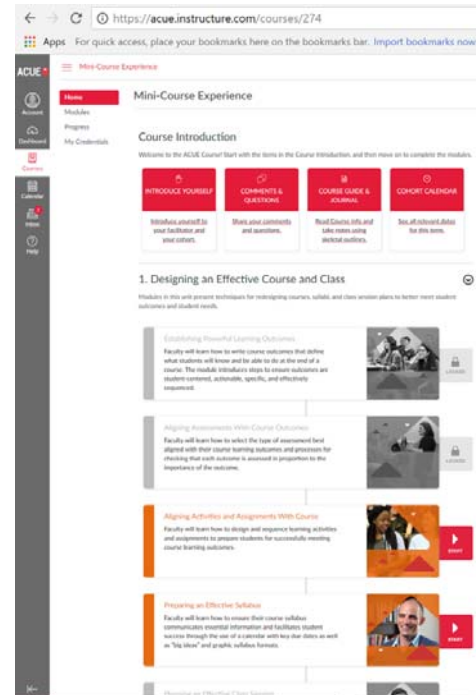 https://acue.instructure.com/courses/274
Apps For quick access, place your bookmarks here on the bookmarks bar. Import bookmarks now
ACUE
Mini-Course Experience
Account
Dashboard
Courses
Calendar
Inbox
Help
Home
Modules
Progress
My Credentials
Mini-Course Experience
Course Introduction
Welcome to the ACUE Course! Start with the items in the Course Introduction, and then move on to complete the modules.
INTRODUCE YOURSELF
Introduce yourself to
your facilitator and
your cohort.
COMMENTS &
QUESTIONS
Share your comments
and questions.
COURSE GUIDE &
JOURNAL
Read Course info and
take notes using
skeletal outlines.
COHORT CALENDAR
See all relevant dates
for this term.
1. Designing an Effective Course and Class
Modules in this unit present techniques for redesigning courses, syllabi, and class session plans to better meet student
outcomes and student needs.
Establishing Powerful Learning Outcomes
Faculty will learn how to write course outcomes that define
what students will know and be able to do at the end of a
course. The module introduces steps to ensure outcomes are
student-centered, actionable, specific, and effectively
sequenced.
LOCKED
Aligning Assessments With Course Outcomes
Faculty will learn how to select the type of assessment best
aligned with their course learning outcomes and processes for
checking that each outcome is assessed in proportion to the
importance of the outcome.
LOCKED
Aligning Activities and Assignments With Course
Faculty will learn how to design and sequence learning activities
and assignments to prepare students for successfully meeting
course learning outcomes.
START
Preparing an Effective Syllabus
Faculty will learn how to ensure their course syllabus
communicates essential information and facilitates student
success through the use of a calendar with key due dates as well
as "big ideas" and graphic syllabus formats.
START
Planning an Effective Class Session